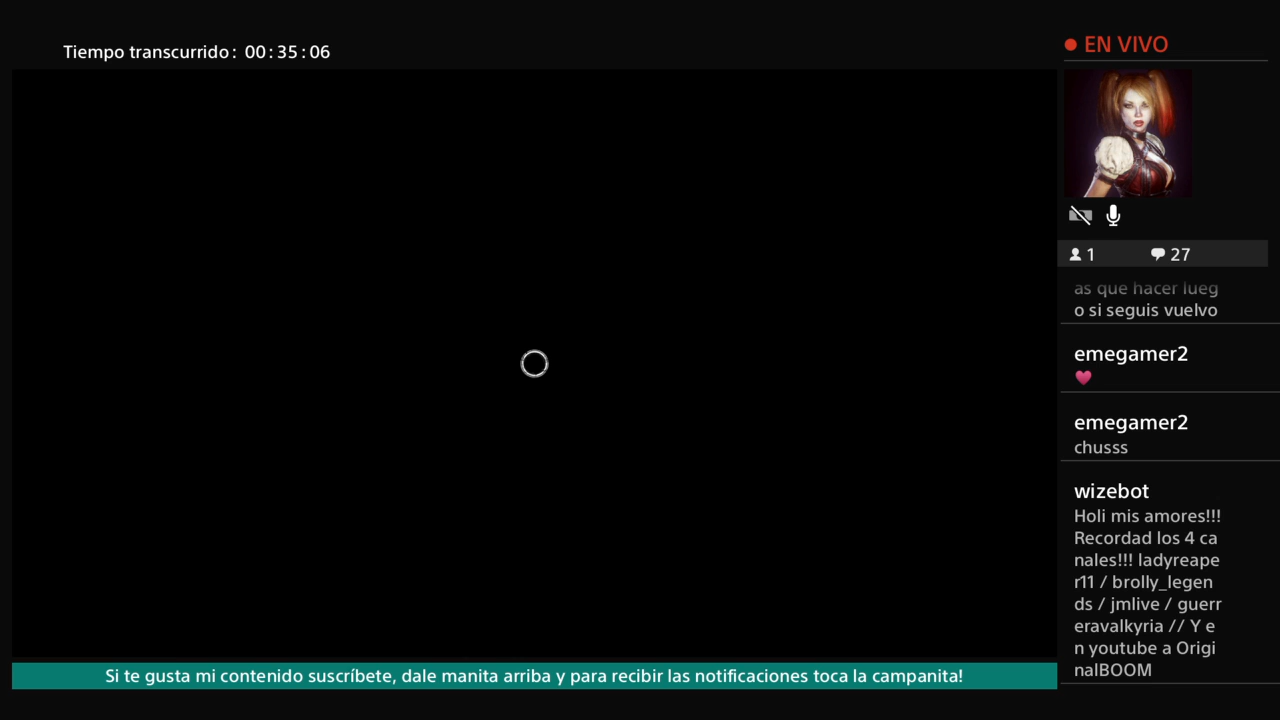 Tiempo transcurrido: 00:35:06
EN VIVO
1 27
as que hacer lueg
o si seguis vuelvo
emegamer2
emegamer2
chusss
wizebot
Holi mis amores!!!
Recordad los 4 ca
nales!!! ladyreape
r11 / brolly_legen
ds / jmlive / guerr
eravalkyria // Y e
n youtube a Origi
nalBOOM
Si te gusta mi contenido suscríbete, dale manita arriba y para recibir las notificaciones toca la campanita!